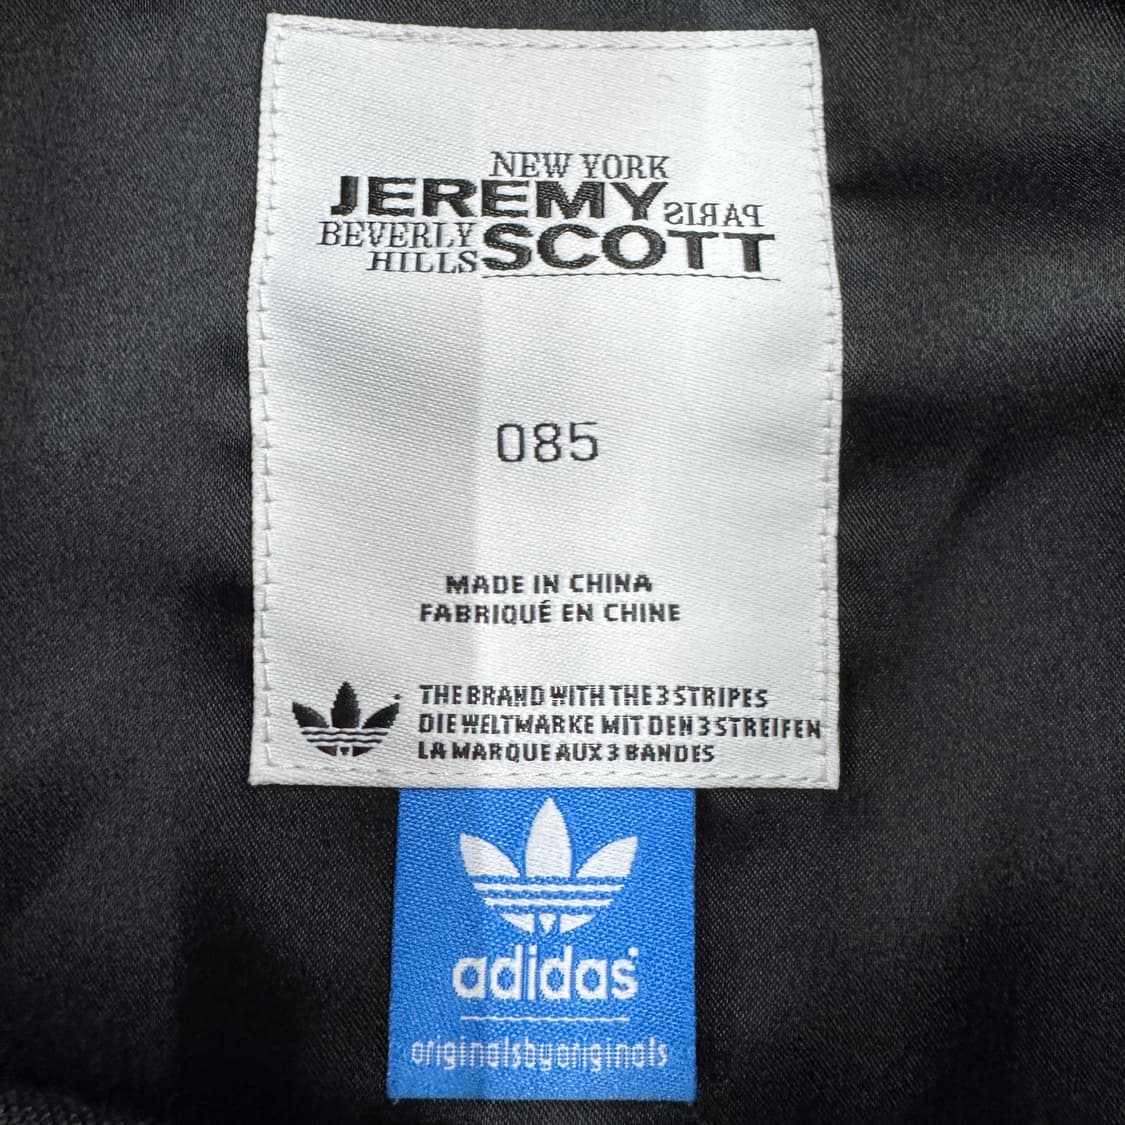 NEW YORK
JEREMY PARIS
BEVERLY HILLS SCOTT
085
MADE IN CHINA
FABRIQUÉ EN CHINE
THE BRAND WITH THE 3 STRIPES
DIE WELTMARKE MIT DEN 3 STREIFEN
LA MARQUE AUX 3 BANDES
adidas
originalsbyoriginals